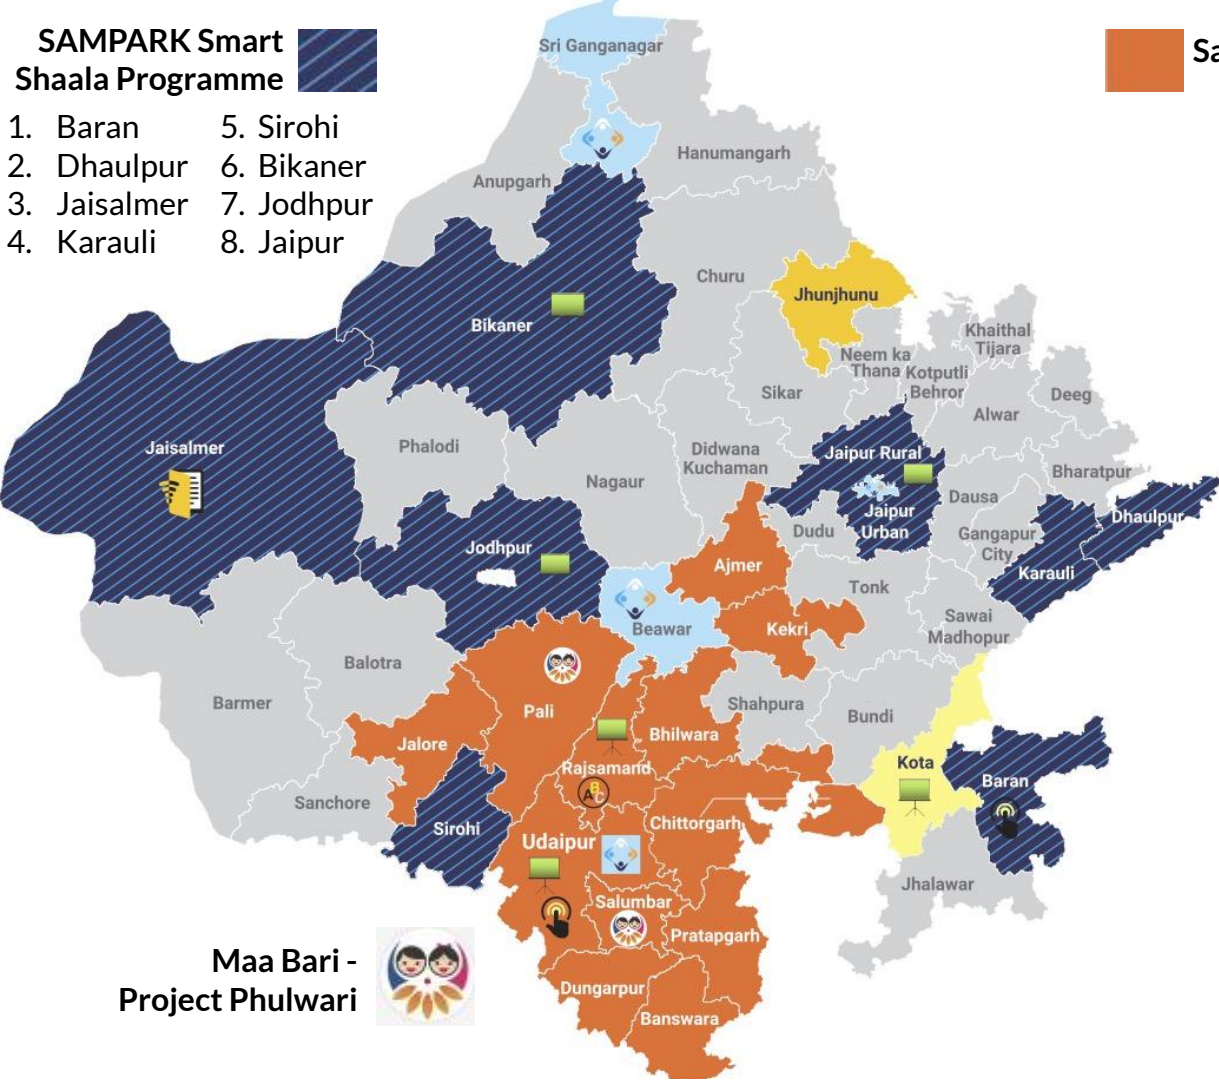 SAMPARK Smart
Shaala Programme
1. Baran
2. Dhaulpur
3. Jaisalmer
4. Karauli
5. Sirohi
6. Bikaner
7. Jodhpur
8. Jaipur
Sa
Sri Ganganagar
Hanumangarh
Anupgarh
Churu
Jhunjhunu
Bikaner
Khaithal
Tijara
Neem ka
Thana
Kotputli
Behror
Sikar
Deeg
Alwar
Jaisalmer
Phalodi
Didwana
Kuchaman
Jaipur Rural
Bharatpur
Nagaur
Dausa
Jaipur
Urban
Dhaulpur
Dudu
Gangapur
City
Jodhpur
Ajmer
Karauli
Tonk
Sawai
Madhopur
Beawar
Kekri
Balotra
Barmer
Pali
Shahpura
Bundi
Jalore
Bhilwara
Kota
Rajsamand
Baran
Sanchore
Sirohi
Chittorgarh
Udaipur
Jhalawar
Salumbar
Pratapgarh
Maa Bari -
Project Phulwari
Dungarpur
Banswara
A
B
C